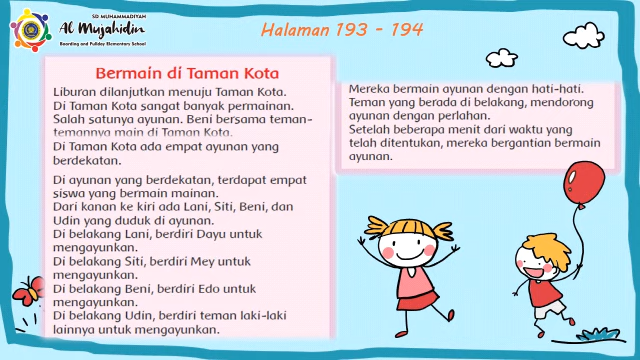 SD MUHAMMADIYAH
Al Mujahidin
Boarding and Fullday Elementary School
Halaman 193 - 194
Bermain di Taman Kota
Liburan dilanjutkan menuju Taman Kota.
Di Taman Kota sangat banyak permainan.
Salah satunya ayunan. Beni bersama teman-
temannya main di Taman Kota.
Di Taman Kota ada empat ayunan yang
berdekatan.
Di ayunan yang berdekatan, terdapat empat
siswa yang bermain mainan.
Dari kanan ke kiri ada Lani, Siti, Beni, dan
Udin yang duduk di ayunan.
Di belakang Lani, berdiri Dayu untuk
mengayunkan.
Di belakang Siti, berdiri Mey untuk
mengayunkan.
Di belakang Beni, berdiri Edo untuk
mengayunkan.
Di belakang Udin, berdiri teman laki-laki
lainnya untuk mengayunkan.
Mereka bermain ayunan dengan hati-hati.
Teman yang berada di belakang, mendorong
ayunan dengan perlahan.
Setelah beberapa menit dari waktu yang
telah ditentukan, mereka bergantian bermain
ayunan.